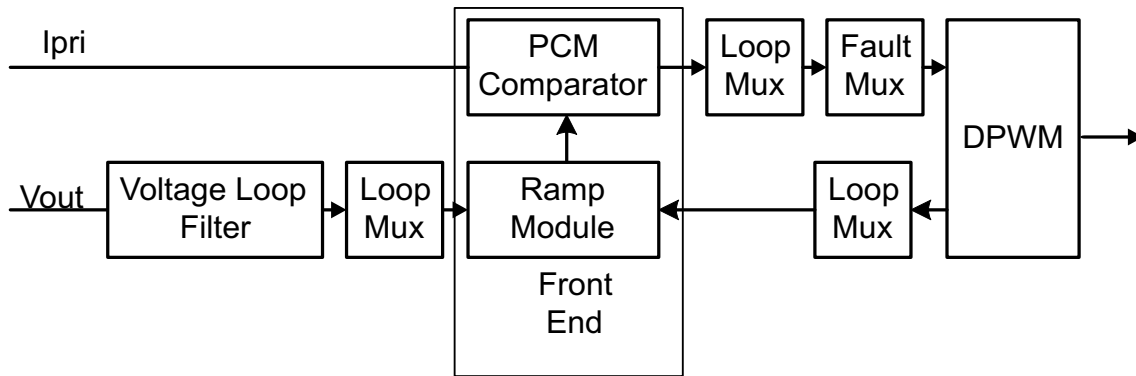 Ipri
PCM
Comparator
Loop
Mux
Fault
Mux
DPWM
Vout
Voltage Loop
Filter
Loop
Mux
Ramp
Module
Loop
Mux
Front
End